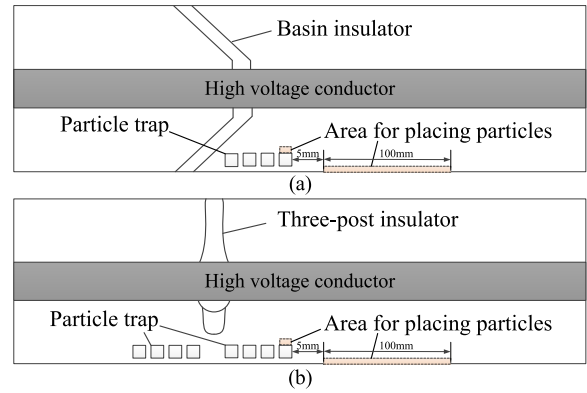 Basin insulator
High voltage conductor
Particle trap
Area for placing particles
5mm
100mm
(a)
Three-post insulator
High voltage conductor
Particle trap
Area for placing particles
5mm
100mm
(b)